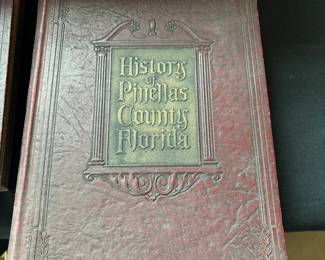 History
of
Pinellas
County
Florida